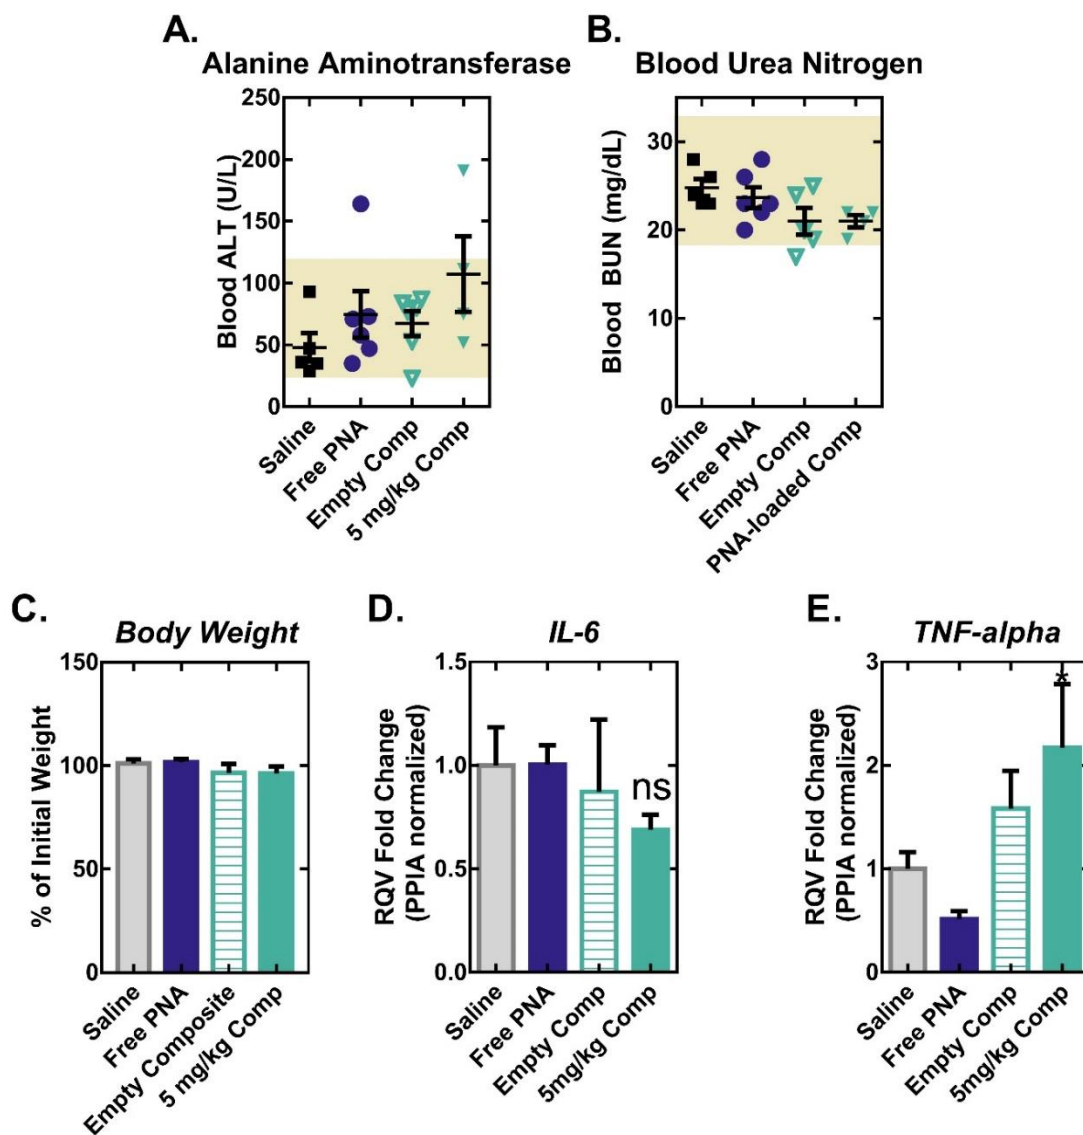 A.
Alanine Aminotransferase
Blood ALT (U/L)
250
200
150
100
50
0
Saline
Free PNA
Empty Comp
5 mg/kg Comp
B.
Blood Urea Nitrogen
Blood BUN (mg/dL)
30
20
10
0
Saline
Free PNA
Empty Comp
PNA-loaded Comp
C.
Body Weight
% of Initial Weight
150
100
50
0
Saline
Free PNA
Empty Composite
5 mg/kg Comp
D.
IL-6
RQV Fold Change
(PPIA normalized)
1.5
1.0
0.5
0.0
ns
Saline
Free PNA
Empty Comp
5mg/kg Comp
E.
TNF-alpha
RQV Fold Change
(PPIA normalized)
3
2
1
0
*
Saline
Free PNA
Empty Comp
5mg/kg Comp